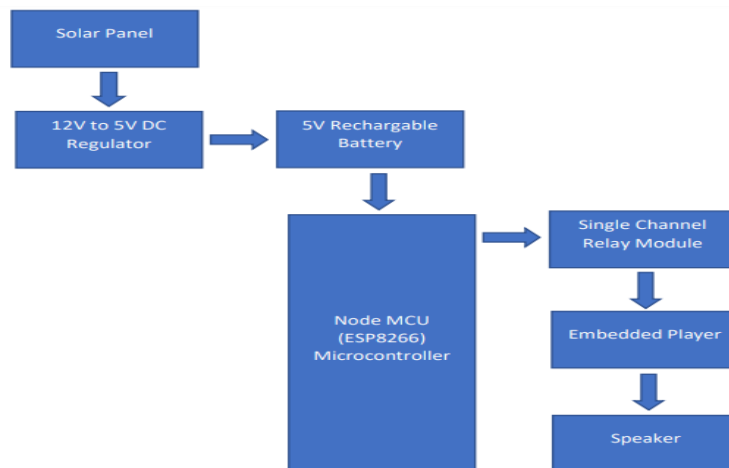 Solar Panel
12V to 5V DC
Regulator
5V Rechargable
Battery
Single Channel
Relay Module
Node MCU
(ESP8266)
Microcontroller
Embedded Player
Speaker